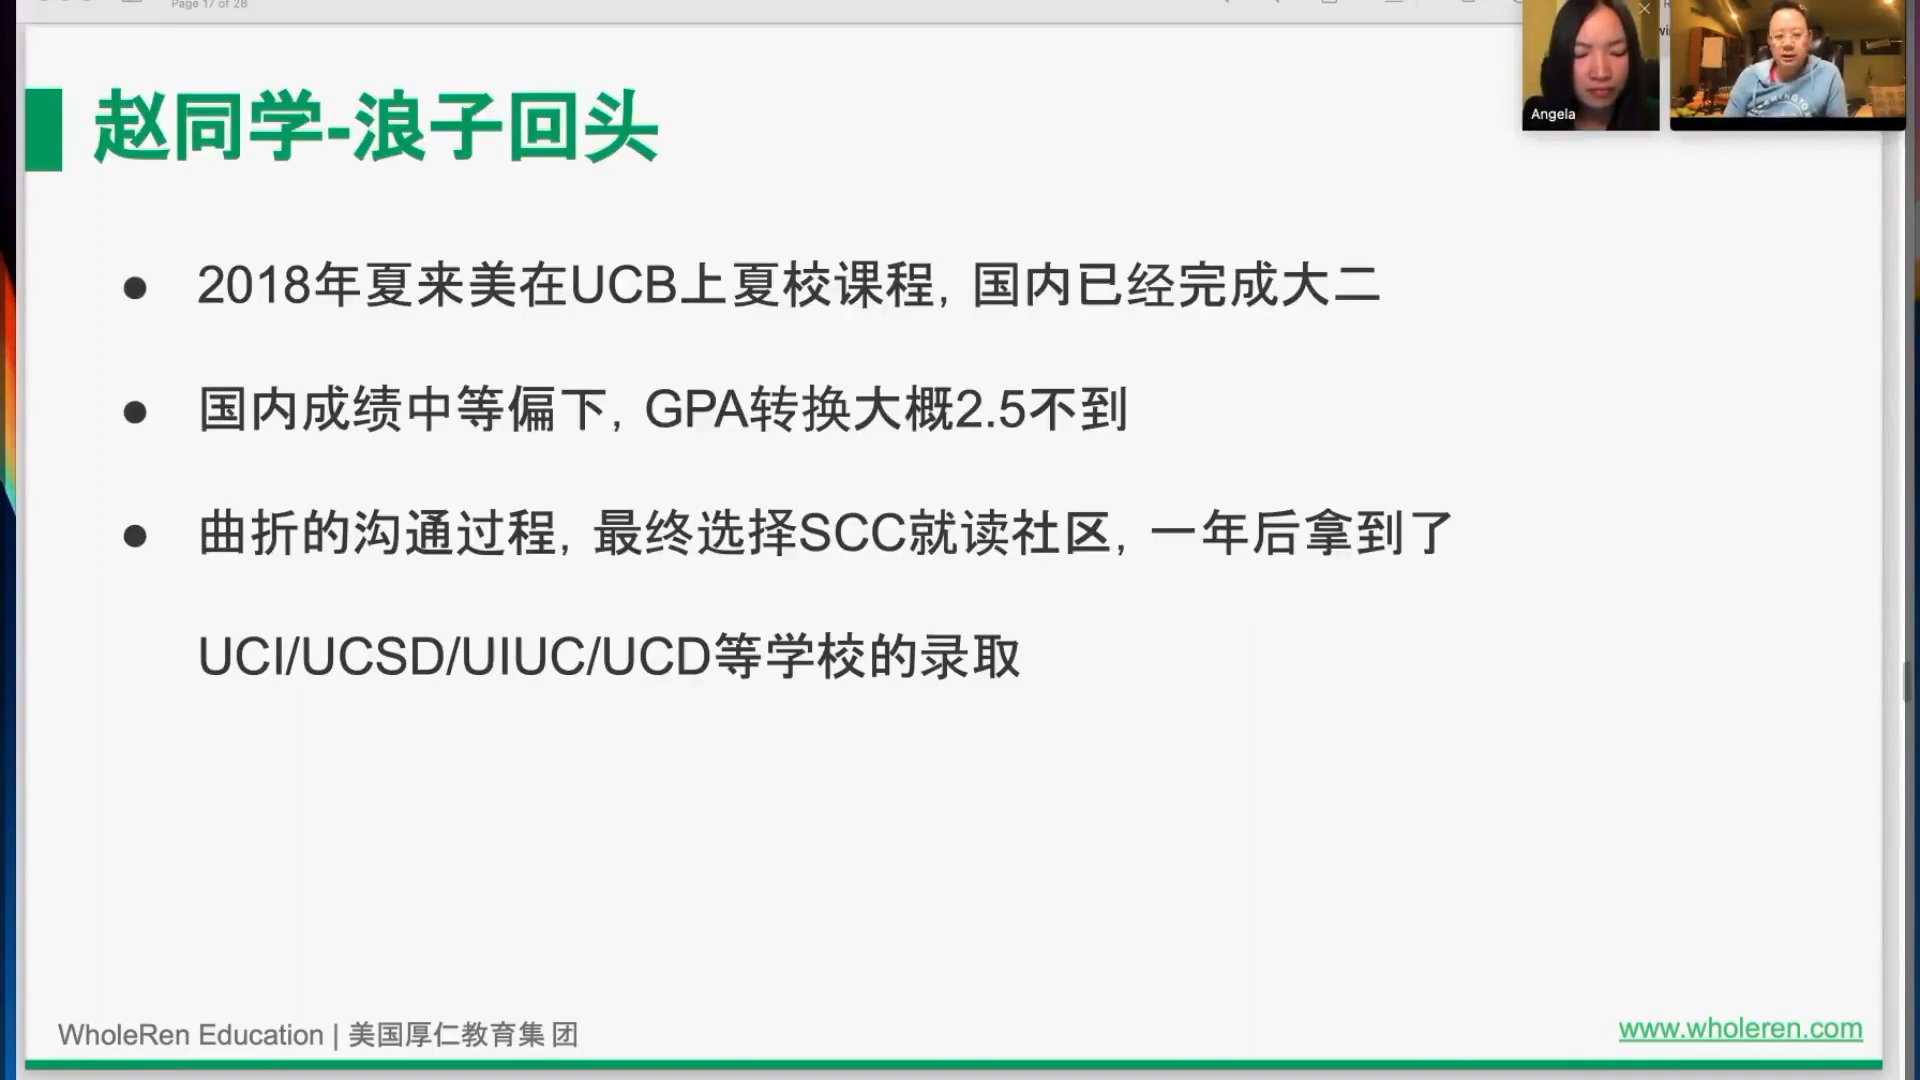 Page 17 of 28
Angela
赵同学-浪子回头
● 2018年夏来美在UCB上夏校课程, 国内已经完成大二
● 国内成绩中等偏下, GPA转换大概2.5不到
● 曲折的沟通过程, 最终选择SCC就读社区, 一年后拿到了
UCI/UCSD/UIUC/UCD等学校的录取
WholeRen Education | 美国厚仁教育集团
www.wholeren.com